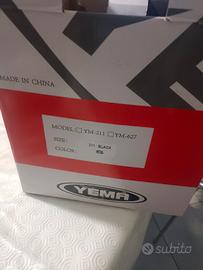 MADE IN CHINA
MODEL: YM-211 YM-627
SIZE:
BLACK
COLOR:
YEMA
subito